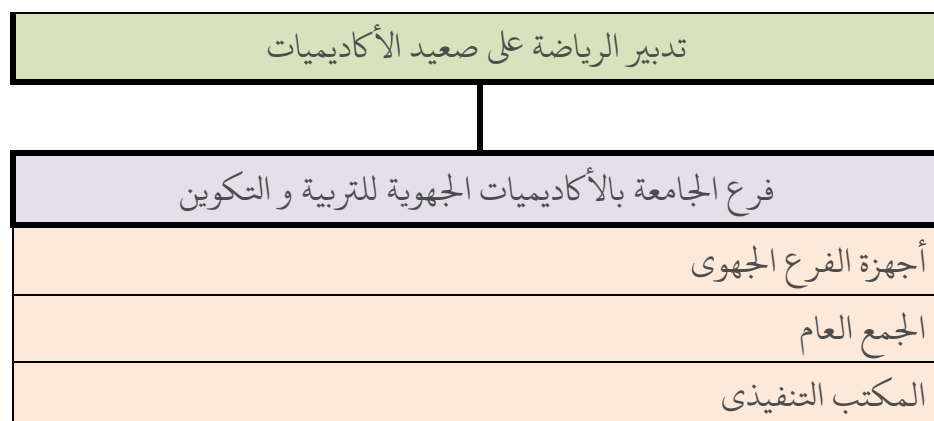 تدبير الرياضة على صعيد الأكاديميات
فرع الجامعة بالأكاديميات الجهوية للتربية و التكوين
أجهزة الفرع الجهوى
الجمع العام
المكتب التنفيذى